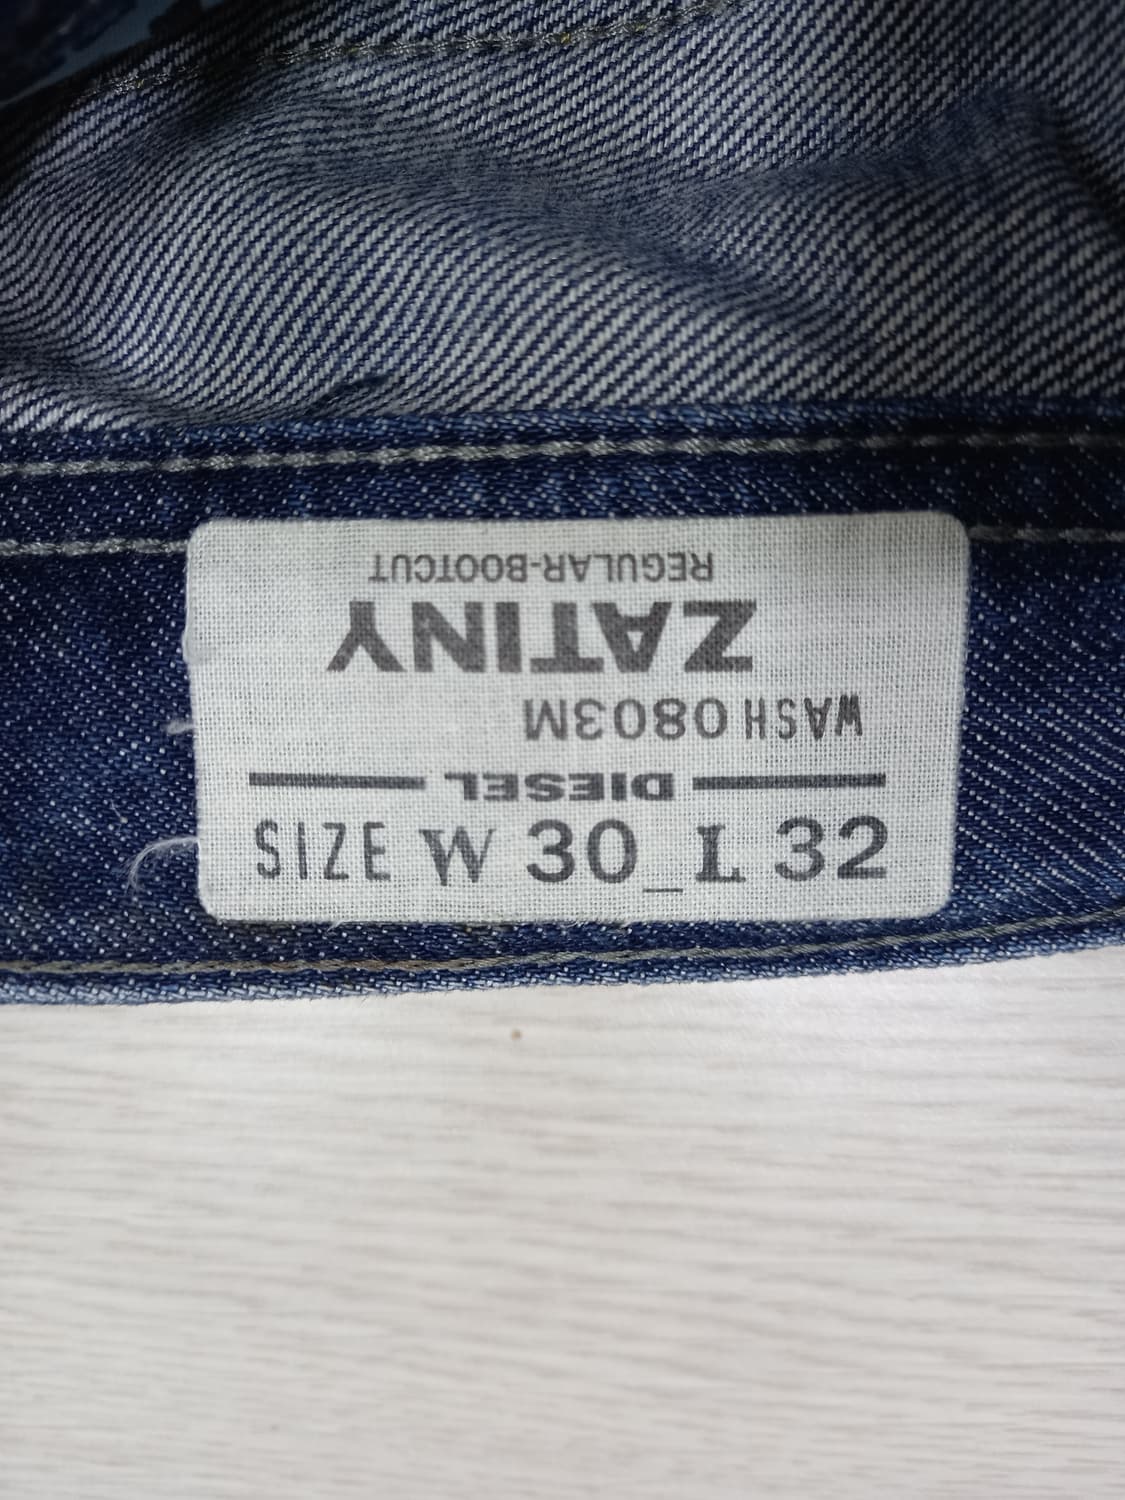 REGULAR-BOOTCUT
ZATINY
WASH 0803M
DIESEL
SIZE W 30_L 32